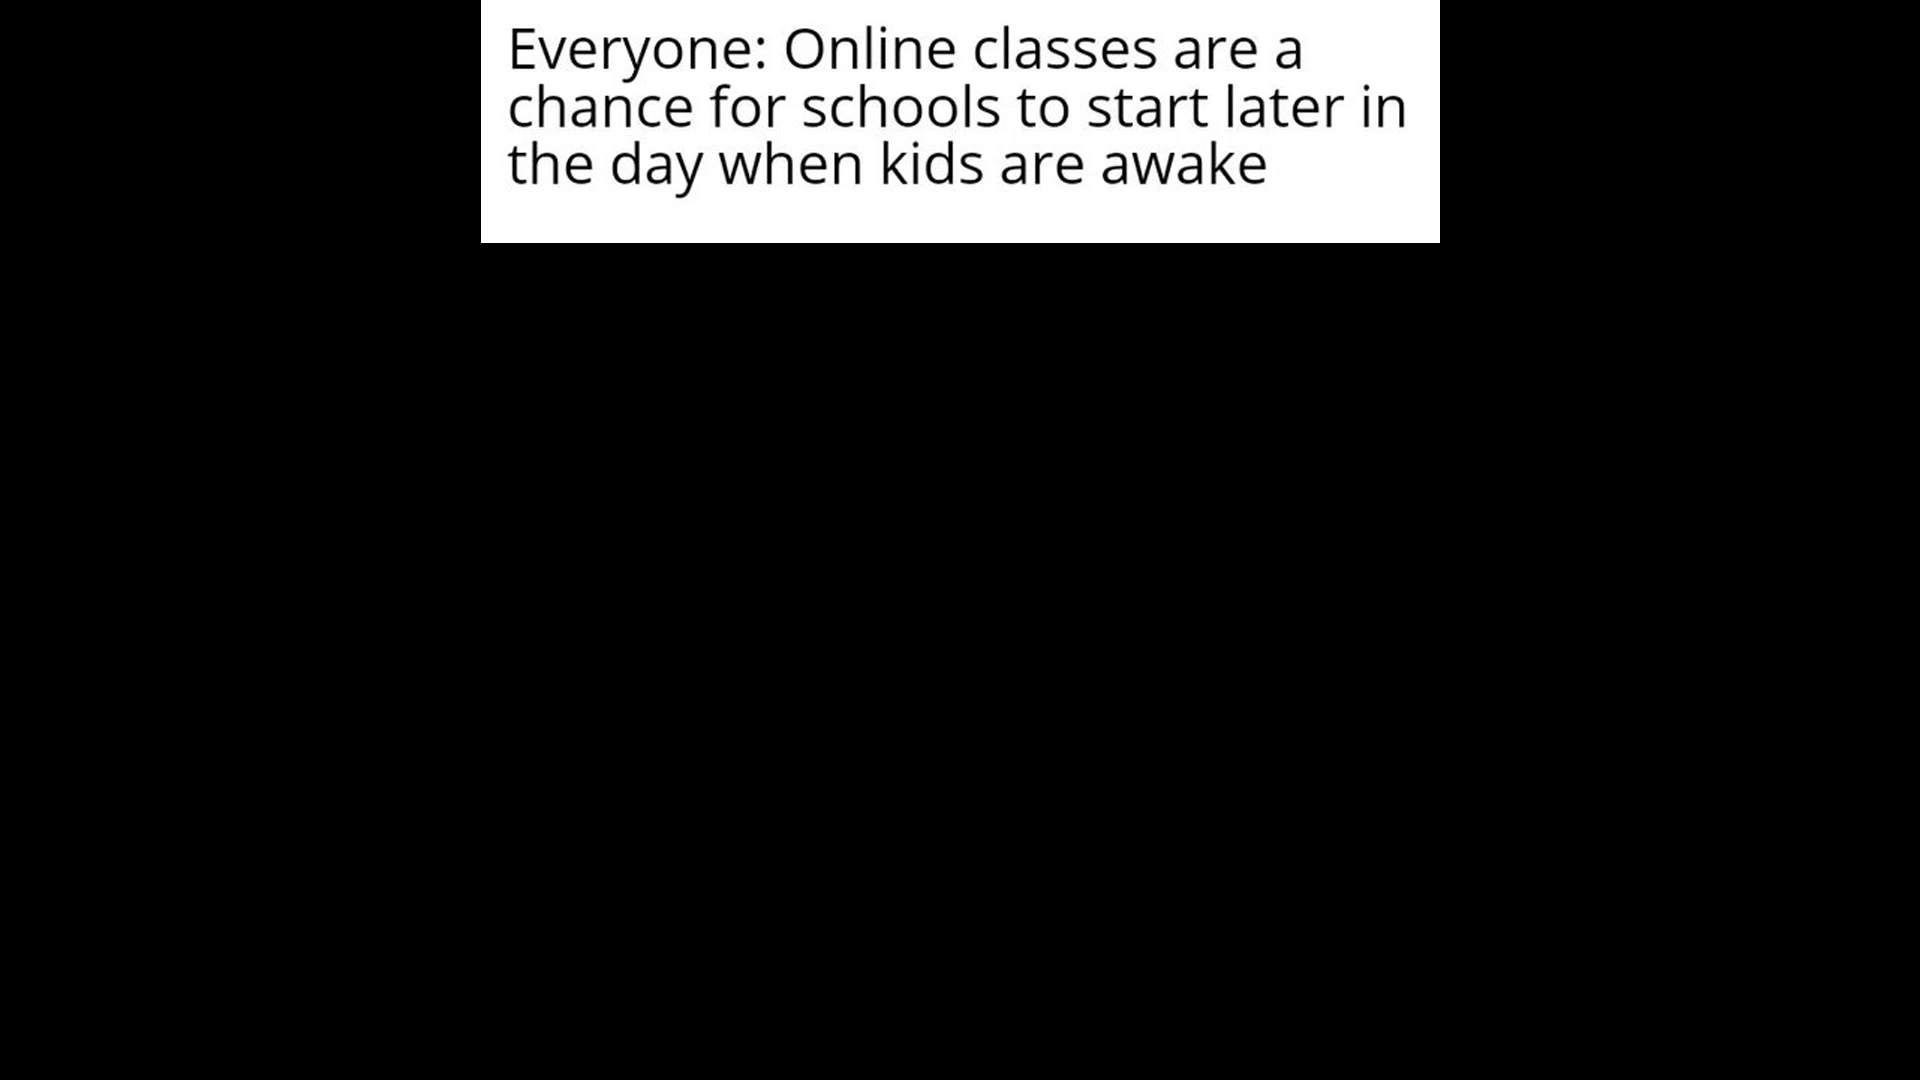 Everyone: Online classes are a
chance for schools to start later in
the day when kids are awake